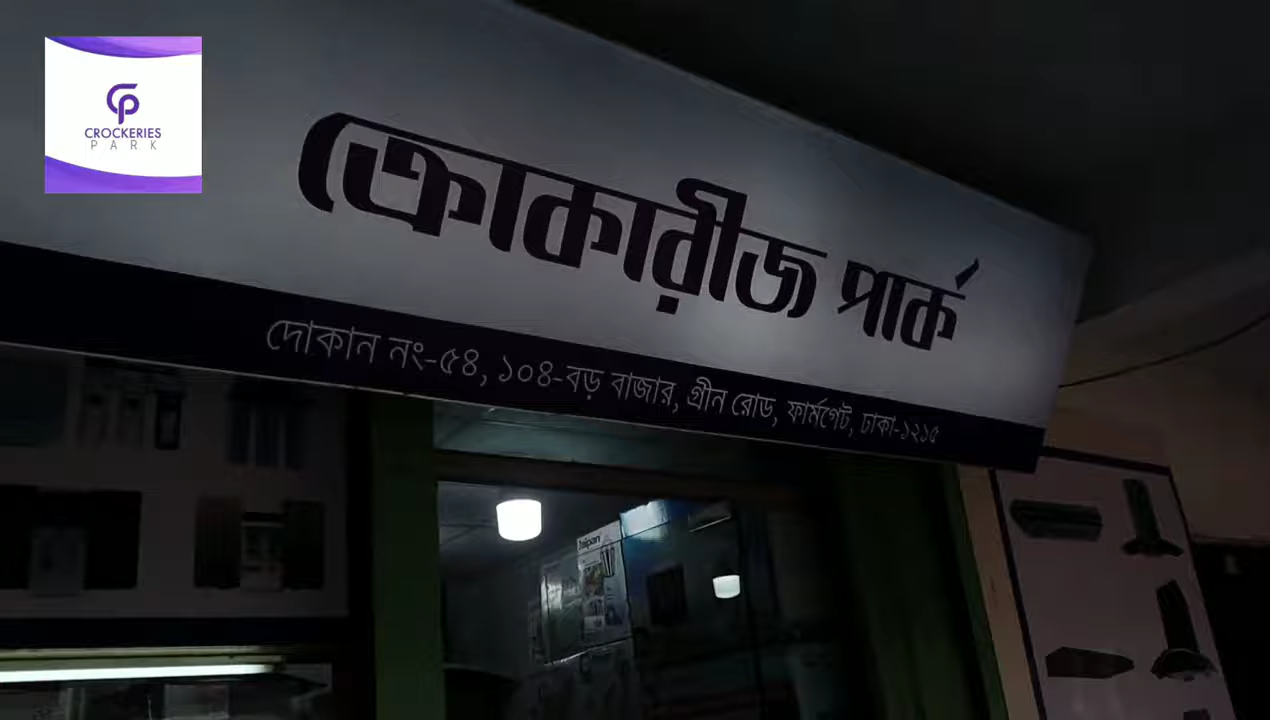 CROCKERIES
PARK
ক্রোকারীজ পার্ক
দোকান নং-৫৪, ১০৪-বড় বাজার, গ্রীন রোড, ফার্মগেট, ঢাকা-১২১৫